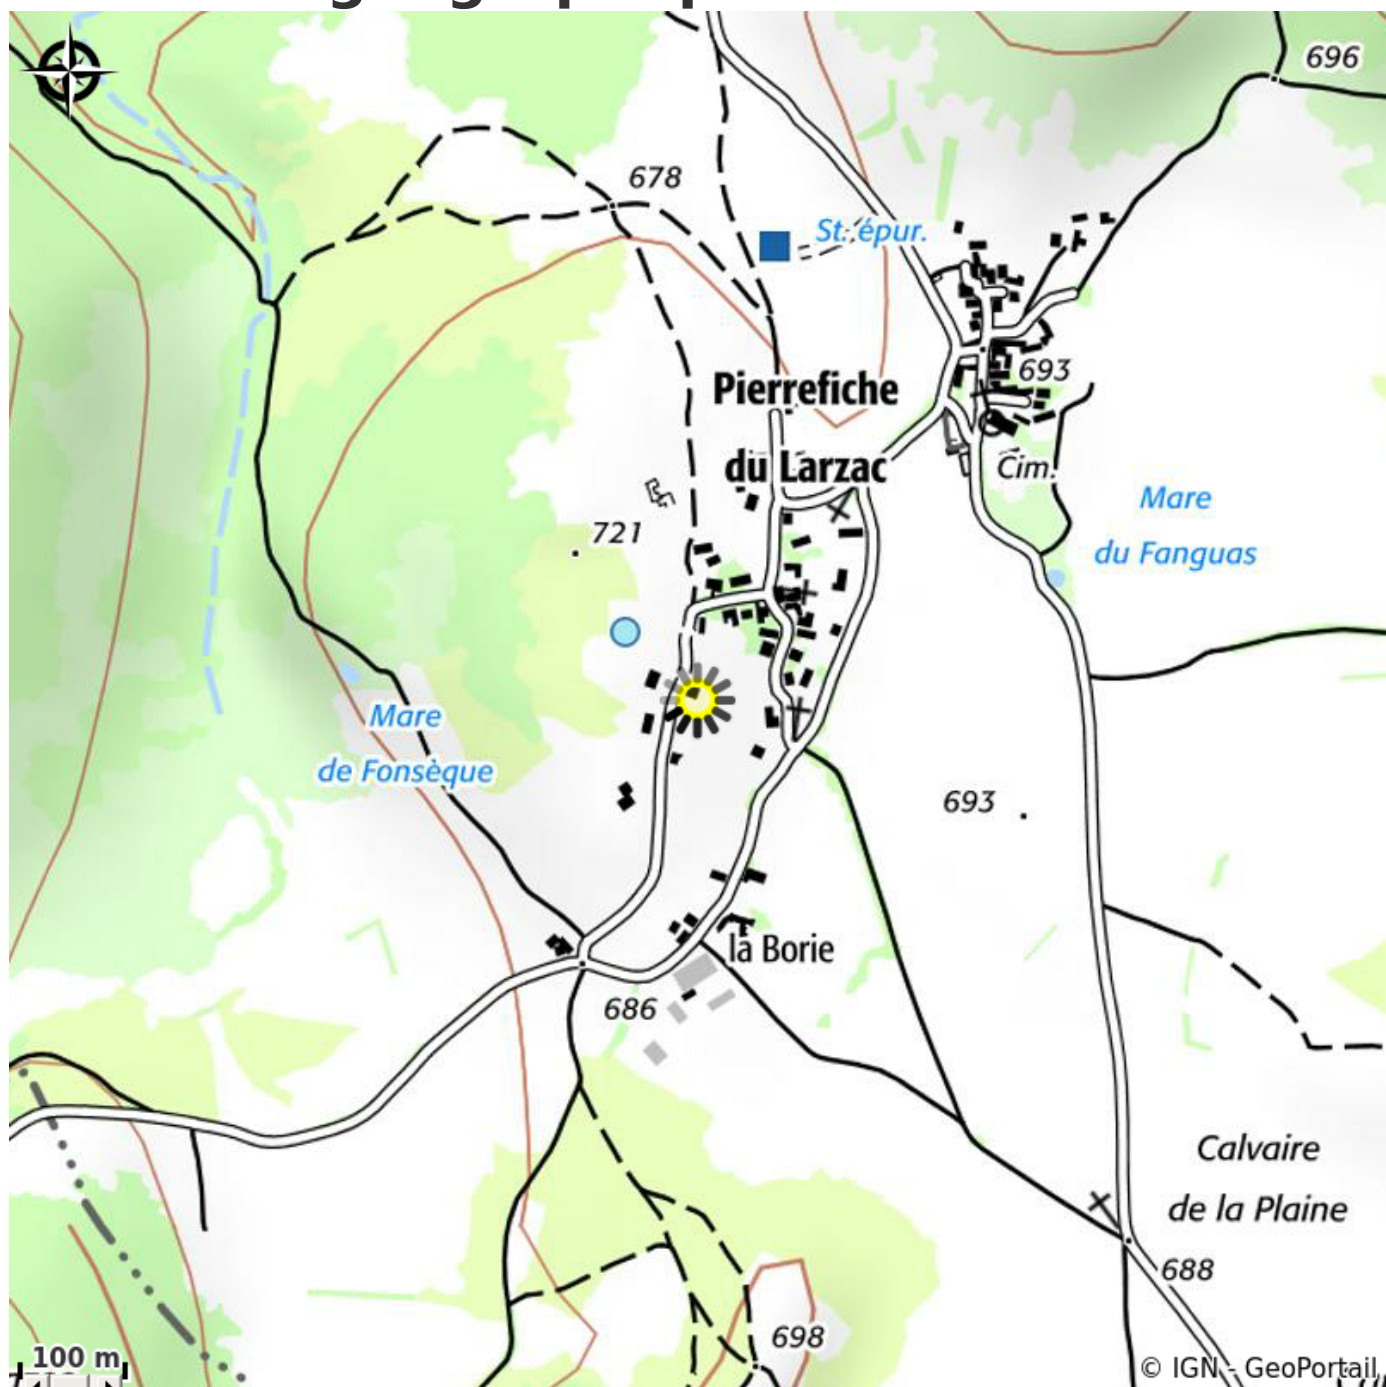 696
678
St. épur.
693
Pierrefiche
du Larzac
Cim.
Mare
du Fanguas
721
Mare
de Fonsèque
693
la Borie
686
Calvaire
de la Plaine
688
698
100 m
© IGN - GeoPortail